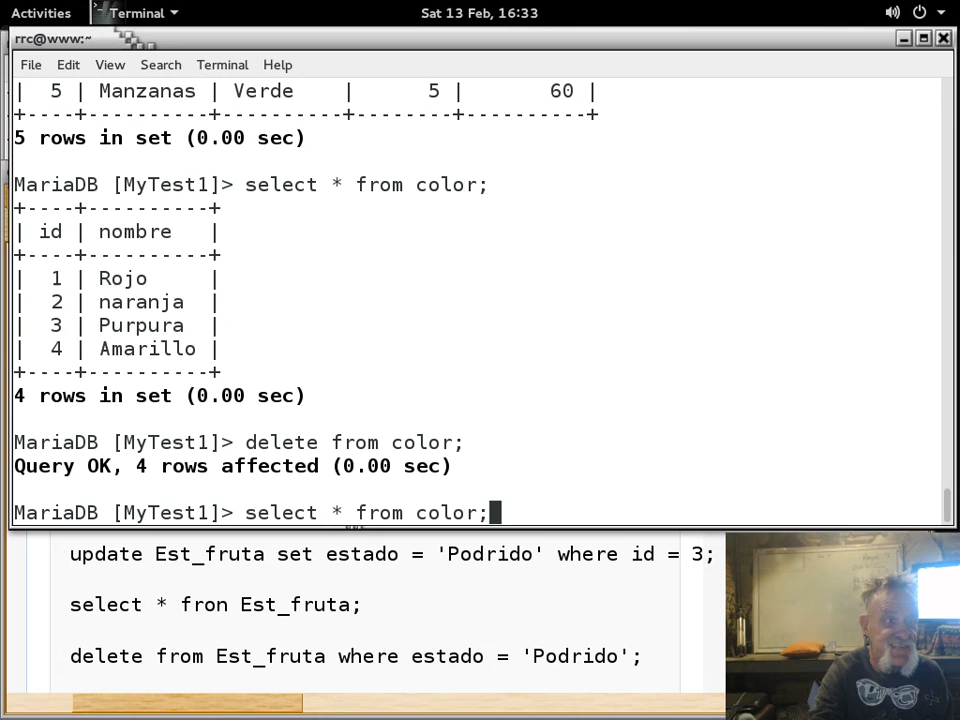 Activities Terminal Sat 13 Feb, 16:33
rrc@www:~
File Edit View Search Terminal Help
| 5 | Manzanas | Verde | 5 | 60 |
+----+----------+----------+--------+----------+
5 rows in set (0.00 sec)
MariaDB [MyTest1]> select * from color;
+----+----------+
| id | nombre |
+----+----------+
| 1 | Rojo |
| 2 | naranja |
| 3 | Purpura |
| 4 | Amarillo |
+----+----------+
4 rows in set (0.00 sec)
MariaDB [MyTest1]> delete from color;
Query OK, 4 rows affected (0.00 sec)
MariaDB [MyTest1]> select * from color;
update Est_fruta set estado = 'Podrido' where id = 3;
select * fron Est_fruta;
delete from Est_fruta where estado = 'Podrido';